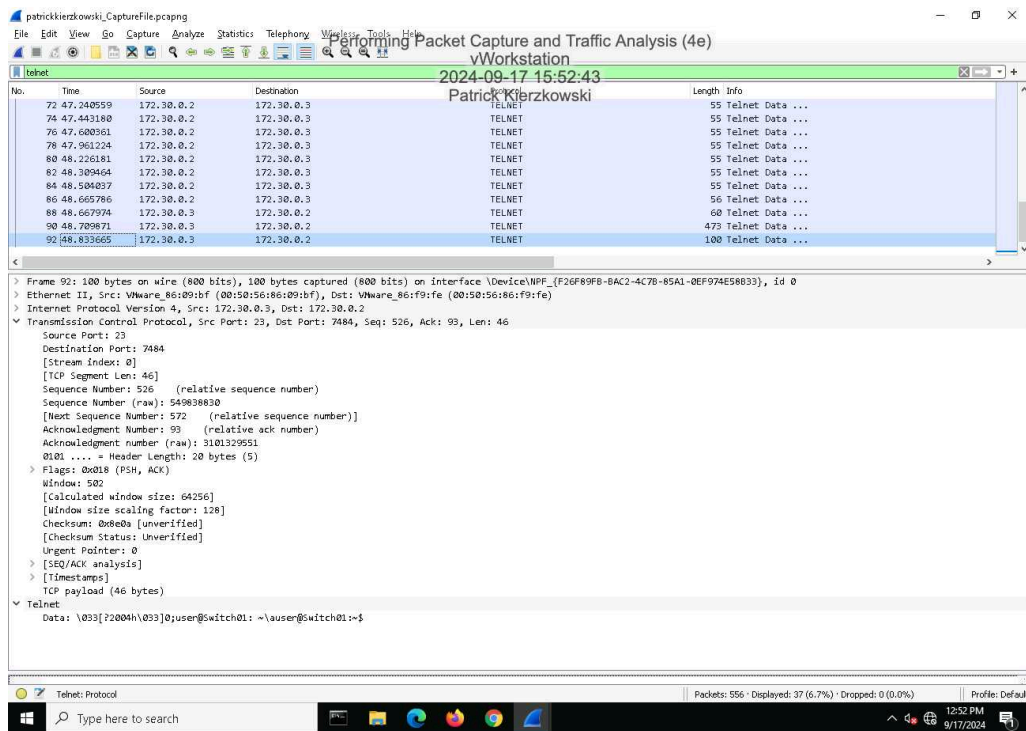 patrickkierzkowski_CaptureFile.pcapng
File Edit View Go Capture Analyze Statistics Telephony Wireless Tools Help
Performing Packet Capture and Traffic Analysis (4e)
vWorkstation
2024-09-17 15:52:43
Patrick Kierzkowski
telnet
No. Time Source Destination Protocol Length Info
72 47.240559 172.30.0.2 172.30.0.3 TELNET 55 Telnet Data ...
74 47.443180 172.30.0.2 172.30.0.3 TELNET 55 Telnet Data ...
76 47.600361 172.30.0.2 172.30.0.3 TELNET 55 Telnet Data ...
78 47.961224 172.30.0.2 172.30.0.3 TELNET 55 Telnet Data ...
80 48.226181 172.30.0.2 172.30.0.3 TELNET 55 Telnet Data ...
82 48.309464 172.30.0.2 172.30.0.3 TELNET 55 Telnet Data ...
84 48.504037 172.30.0.2 172.30.0.3 TELNET 55 Telnet Data ...
86 48.665786 172.30.0.2 172.30.0.3 TELNET 56 Telnet Data ...
88 48.667974 172.30.0.3 172.30.0.2 TELNET 60 Telnet Data ...
90 48.709871 172.30.0.3 172.30.0.2 TELNET 473 Telnet Data ...
92 48.833665 172.30.0.3 172.30.0.2 TELNET 100 Telnet Data ...
Frame 92: 100 bytes on wire (800 bits), 100 bytes captured (800 bits) on interface \Device\NPF_{F26F89FB-BAC2-4C7B-85A1-0EF974E58B33}, id 0
Ethernet II, Src: VMware_86:09:bf (00:50:56:86:09:bf), Dst: VMware_86:f9:fe (00:50:56:86:f9:fe)
Internet Protocol Version 4, Src: 172.30.0.3, Dst: 172.30.0.2
Transmission Control Protocol, Src Port: 23, Dst Port: 7484, Seq: 526, Ack: 93, Len: 46
Source Port: 23
Destination Port: 7484
[Stream index: 0]
[TCP Segment Len: 46]
Sequence Number: 526 (relative sequence number)
Sequence Number (raw): 549838830
[Next Sequence Number: 572 (relative sequence number)]
Acknowledgment Number: 93 (relative ack number)
Acknowledgment number (raw): 3101329551
0101 .... = Header Length: 20 bytes (5)
Flags: 0x018 (PSH, ACK)
Window: 502
[Calculated window size: 64256]
[Window size scaling factor: 128]
Checksum: 0x8e0a [unverified]
[Checksum Status: Unverified]
Urgent Pointer: 0
[SEQ/ACK analysis]
[Timestamps]
TCP payload (46 bytes)
Telnet
Data: \033[?2004h\033]0;user@Switch01: ~\auser@Switch01:~$
Telnet: Protocol
Packets: 556 · Displayed: 37 (6.7%) · Dropped: 0 (0.0%)
Profile: Defaul
Type here to search
12:52 PM
9/17/2024